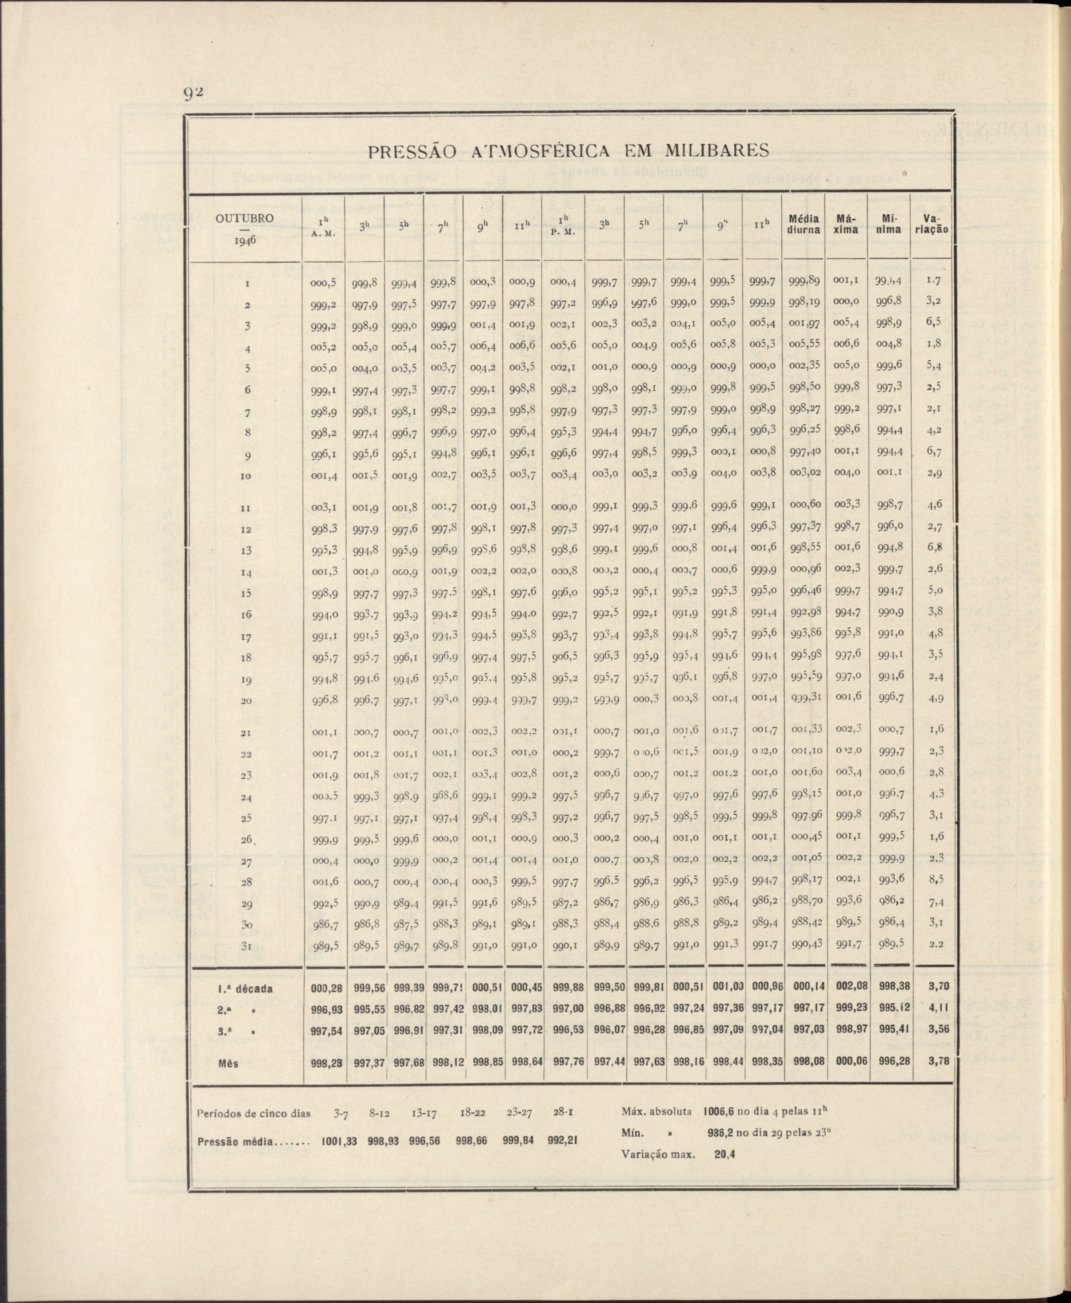 92
PRESSÃO ATMOSFÉRICA EM MILIBARES
OUTUBRO — 1946 1h A. M. 3h 5h 7h 9h 11h 1h P. M. 3h 5h 7h 9h 11h Média diurna Má-xima Mí-nima Va-riação
1 000,5 999,8 999,4 999,8 000,3 000,9 000,4 999,7 999,7 999,4 999,5 999,7 999,89 001,1 1.7
2 999,2 997,9 997,5 997,7 997,9 997,8 997,2 996,9 997,6 999,0 999,5 999,9 998,19 000,0 996,8 3,2
3 999,2 998,9 999,0 999,9 001,4 001,9 002,1 002,3 003,2 004,1 005,0 005,4 001,97 005,4 998,9 6,5
4 005,2 005,0 005,4 005,7 006,4 006,6 005,6 005,0 004,9 005,6 005,8 005,3 005,55 006,6 004,8 1,8
5 005,0 004,0 003,5 003,7 004,2 003,5 002,1 001,0 000,9 000,9 000,9 000,0 002,35 005,0 999,6 5,4
6 999,1 997,4 997,3 997,7 999,1 998,8 998,2 998,0 998,1 999,0 999,8 999,5 998,50 999,8 997,3 2,5
7 998,9 998,1 998,1 998,2 999,2 998,8 997,9 997,3 997,3 997,9 999,0 998,9 998,27 999,2 997,1 2,1
8 998,2 997,4 996,7 996,9 997,0 996,4 995,3 994,4 994,7 996,0 996,4 996,3 996,25 998,6 994,4 4,2
9 996,1 995,6 995,1 994,8 996,1 996,1 996,6 997,4 998,5 999,3 000,1 000,8 997,40 001,1 994,4 6,7
10 001,4 001,5 001,9 002,7 003,5 003,7 003,4 003,0 003,2 003,9 004,0 003,8 003,02 004,0 001,1 2,9
11 003,1 001,9 001,8 001,7 001,9 001,3 000,0 999,1 999,3 999,6 999,6 999,1 000,60 003,3 998,7 4,6
12 998,3 997,9 997,6 997,8 998,1 997,8 997,3 997,4 997,0 997,1 996,4 996,3 997,37 998,7 996,0 2,7
13 995,3 994,8 995,9 996,9 998,6 998,8 998,6 999,1 999,6 000,8 001,4 001,6 998,55 001,6 994,8 6,8
14 001,3 001,0 000,9 001,9 002,2 002,0 000,8 000,2 000,4 000,7 000,6 999,9 000,96 002,3 999,7 2,6
15 998,9 997,7 997,3 997,5 998,1 997,6 996,0 995,2 995,1 995,2 995,3 995,0 996,46 999,7 994,7 5,0
16 994,0 993,7 993,9 994,2 994,5 994,0 992,7 992,5 992,1 991,9 991,8 991,4 992,98 994,7 990,9 3,8
17 991,1 991,5 993,0 994,3 994,5 993,8 993,7 993,4 993,8 994,8 995,7 995,6 993,86 995,8 991,0 4,8
18 995,7 995,7 996,1 996,9 997,4 997,5 906,5 996,3 995,9 995,4 994,6 994,4 995,98 997,6 994,1 3,5
19 994,8 994,6 994,6 995,0 995,4 995,8 995,2 995,7 995,7 996,1 996,8 997,0 995,59 997,0 994,6 2,4
20 996,8 996,7 997,1 998,0 999,4 999,7 999,2 999,9 000,3 000,8 001,4 001,4 999,31 001,6 996,7 4,9
21 001,1 000,7 000,7 001,0 002,3 002,2 001,1 000,7 001,0 001,6 001,7 001,7 001,33 002,3 000,7 1,6
22 001,7 001,2 001,1 001,1 001,3 001,0 000,2 999,7 000,6 001,5 001,9 002,0 001,10 002,0 999,7 2,3
23 001,9 001,8 001,7 002,1 003,4 002,8 001,2 000,6 000,7 001,2 001,2 001,0 001,60 003,4 000,6 2,8
24 000,5 999,3 998,9 968,6 999,1 999,2 997,5 996,7 996,7 997,0 997,6 997,6 998,15 001,0 996,7 4,3
25 997,1 997,1 997,1 997,4 998,4 998,3 997,2 996,7 997,5 998,5 999,5 999,8 997,96 999,8 996,7 3,1
26 999,9 999,5 999,6 000,0 001,1 000,9 000,3 000,2 000,4 001,0 001,1 001,1 000,45 001,1 999,5 1,6
27 000,4 000,0 999,9 000,2 001,4 001,4 001,0 000,7 000,8 002,0 002,2 002,2 001,05 002,2 999,9 2,3
28 001,6 000,7 000,4 000,4 000,3 999,5 997,7 996,5 996,2 996,5 995,9 994,7 998,17 002,1 993,6 8,5
29 992,5 990,9 989,4 991,5 991,6 989,5 987,2 986,7 986,9 986,3 986,4 986,2 988,70 993,6 986,2 7,4
30 986,7 986,8 987,5 988,3 989,1 989,1 988,3 988,4 988,6 988,8 989,2 989,4 988,42 989,5 986,4 3,1
31 989,5 989,5 989,7 989,8 991,0 991,0 990,1 989,9 989,7 991,0 991,3 991,7 990,43 991,7 989,5 2,2
1.ª década 000,28 999,56 999,39 999,71 000,51 000,45 999,88 999,50 999,81 000,51 001,00 000,96 000,14 002,08 998,38 3,70
2.ª » 996,93 995,55 996,82 997,42 998,01 997,83 997,00 996,88 996,92 997,24 997,36 997,17 997,17 999,23 995,12 4,11
3.ª » 997,54 997,05 996,91 997,31 998,09 997,72 996,53 996,07 996,28 996,85 997,09 997,04 997,03 998,97 995,41 3,56
Mês 998,23 997,37 997,68 998,12 998,85 998,64 997,76 997,44 997,63 998,16 998,44 998,35 998,08 000,06 996,28 3,78
Períodos de cinco dias 3-7 8-12 13-17 18-22 23-27 28-1 Máx. absoluta 1006,6 no dia 4 pelas 11h
Pressão média....... 1001,33 998,93 996,56 998,66 999,84 992,21 Mín. » 986,2 no dia 29 pelas 23h
Variação max. 20,4